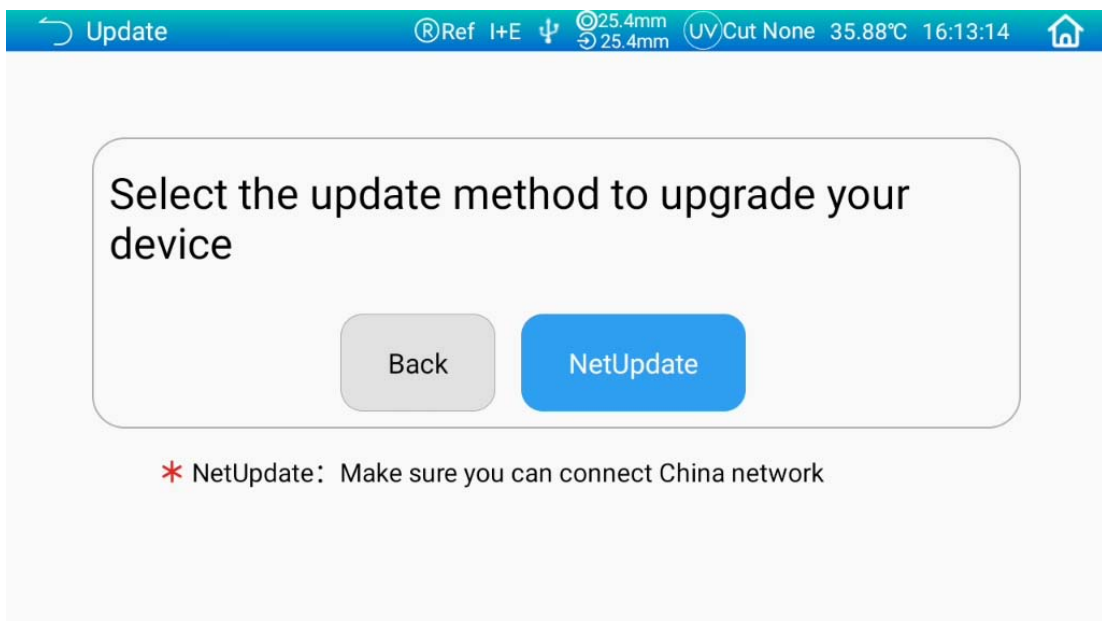 Update
®Ref I+E 25.4mm UV Cut None 35.88℃ 16:13:14
25.4mm
Select the update method to upgrade your
device
Back NetUpdate
* NetUpdate：Make sure you can connect China network